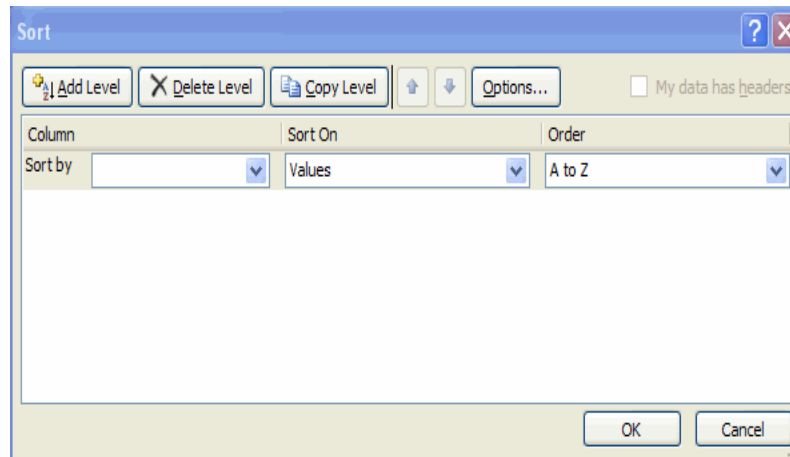 Sort
?
Add Level Delete Level Copy Level Options... My data has headers
Column Sort On Order
Sort by Values A to Z
OK Cancel